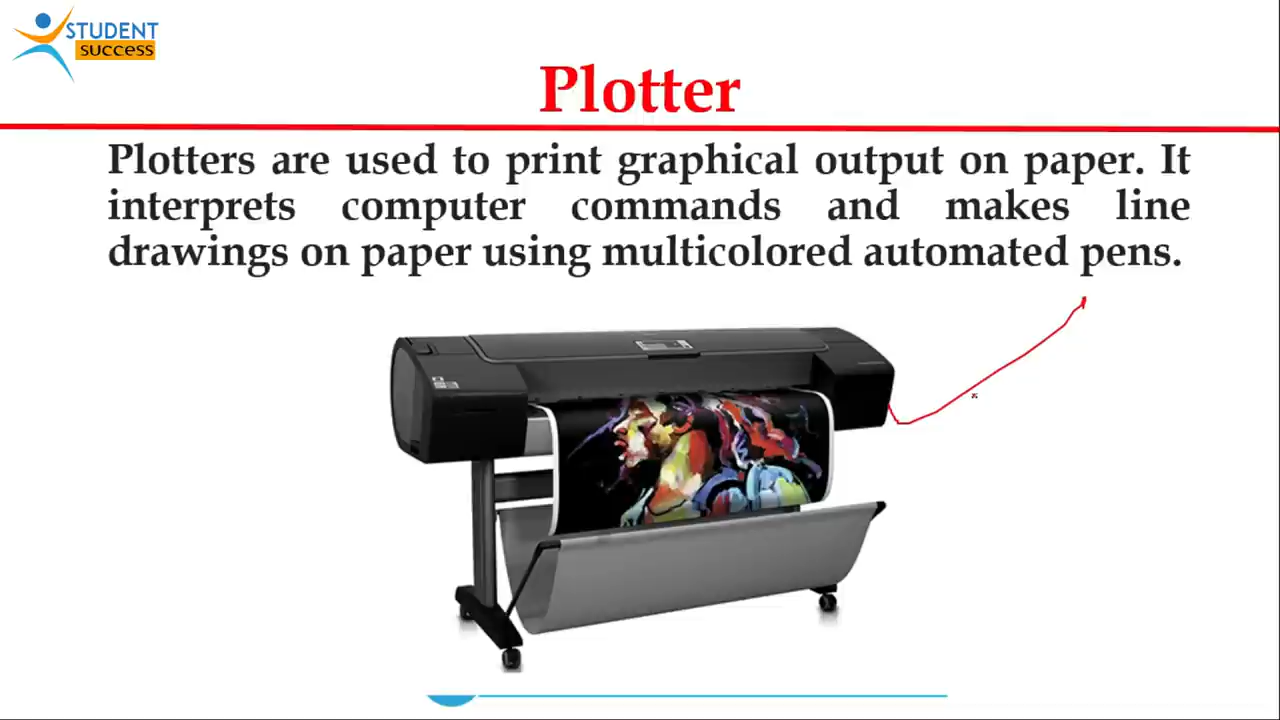 STUDENT
success
Plotter
Plotters are used to print graphical output on paper. It
interprets computer commands and makes line
drawings on paper using multicolored automated pens.